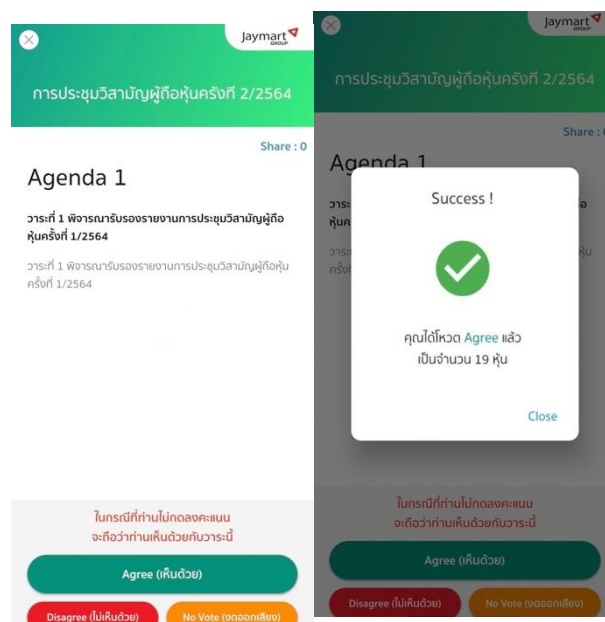 Jaymart
GROUP
การประชุมวิสามัญผู้ถือหุ้นครั้งที่ 2/2564
Share : 0
Agenda 1
วาระที่ 1 พิจารณารับรองรายงานการประชุมวิสามัญผู้ถือ
หุ้นครั้งที่ 1/2564
วาระที่ 1 พิจารณารับรองรายงานการประชุมวิสามัญผู้ถือหุ้น
ครั้งที่ 1/2564
ในกรณีที่ท่านไม่กดลงคะแนน
จะถือว่าท่านเห็นด้วยกับวาระนี้
Agree (เห็นด้วย)
Disagree (ไม่เห็นด้วย)
No Vote (งดออกเสียง)
Jaymart
GROUP
การประชุมวิสามัญผู้ถือหุ้นครั้งที่ 2/2564
Share :
Agenda 1
Success !
คุณได้โหวต Agree แล้ว
เป็นจำนวน 19 หุ้น
Close
ในกรณีที่ท่านไม่กดลงคะแนน
จะถือว่าท่านเห็นด้วยกับวาระนี้
Agree (เห็นด้วย)
Disagree (ไม่เห็นด้วย)
No Vote (งดออกเสียง)